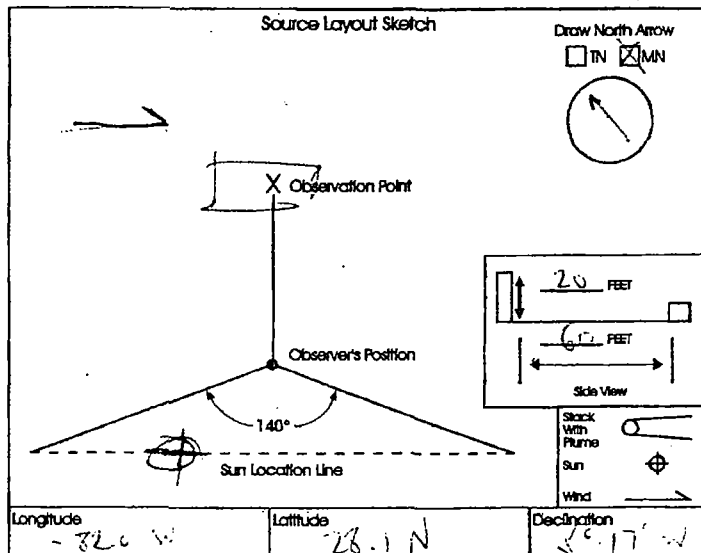 Source Layout Sketch
Draw North Arrow
TN MN
X Observation Point
20 FEET
FEET
Side View
Observer's Position
140°
Sun Location Line
Stack
With
Plume
Sun
Wind
Longitude Latitude Declination
28.1 N